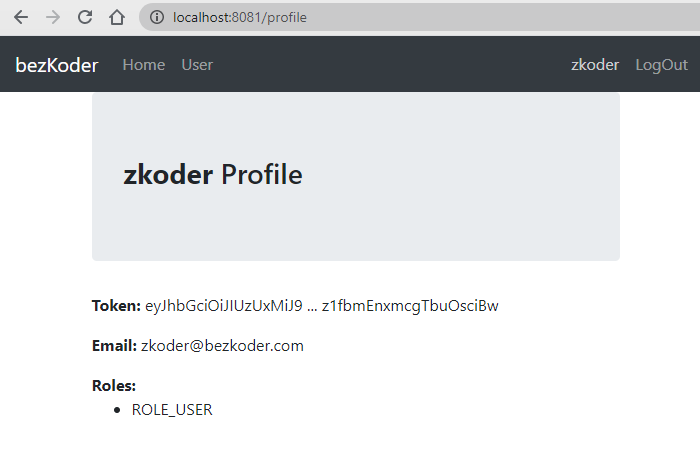 localhost:8081/profile
bezKoder Home User zkoder LogOut
zkoder Profile
Token: eyJhbGciOiJIUzUxMiJ9 ... z1fbmEnxmcgTbuOsciBw
Email: zkoder@bezkoder.com
Roles:
• ROLE_USER